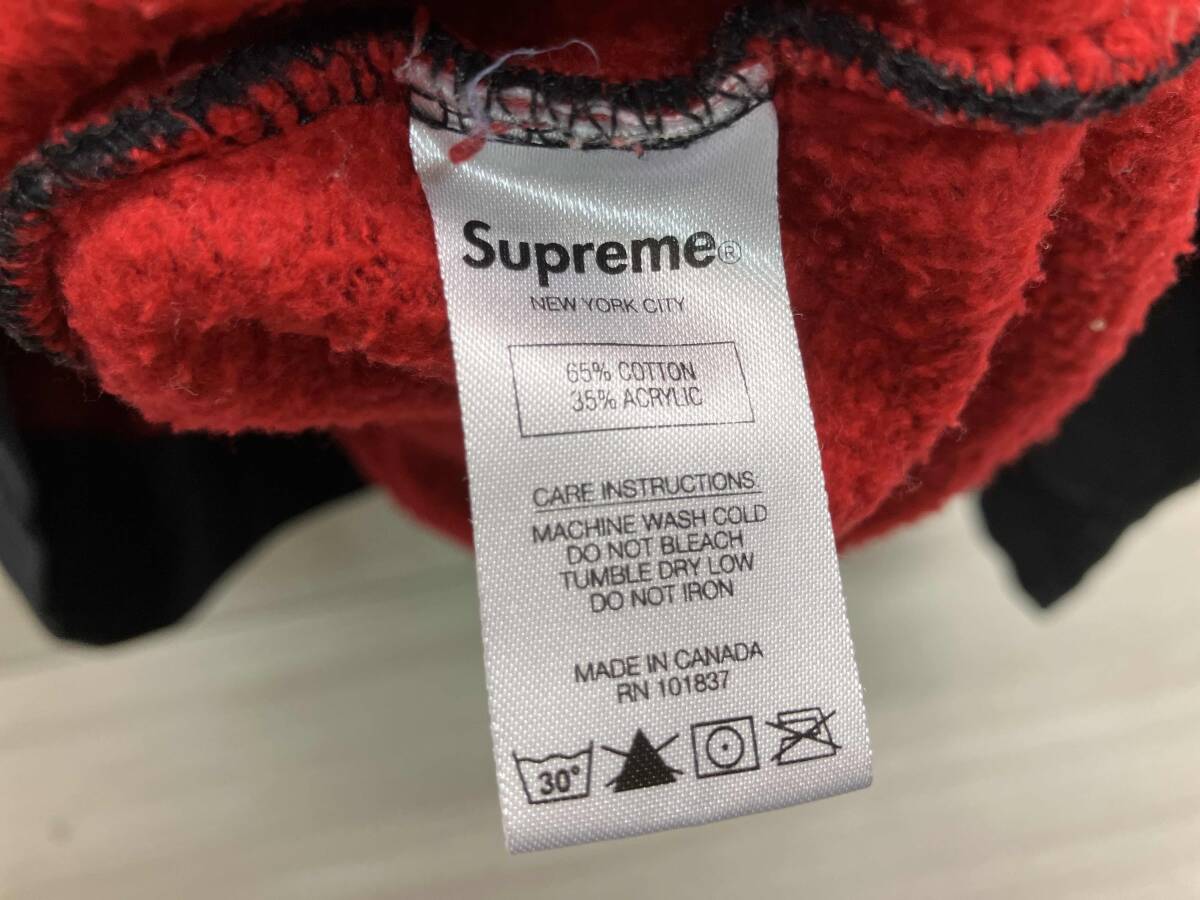 Supreme®
NEW YORK CITY
65% COTTON
35% ACRYLIC
CARE INSTRUCTIONS:
MACHINE WASH COLD
DO NOT BLEACH
TUMBLE DRY LOW
DO NOT IRON
MADE IN CANADA
RN 101837
30°